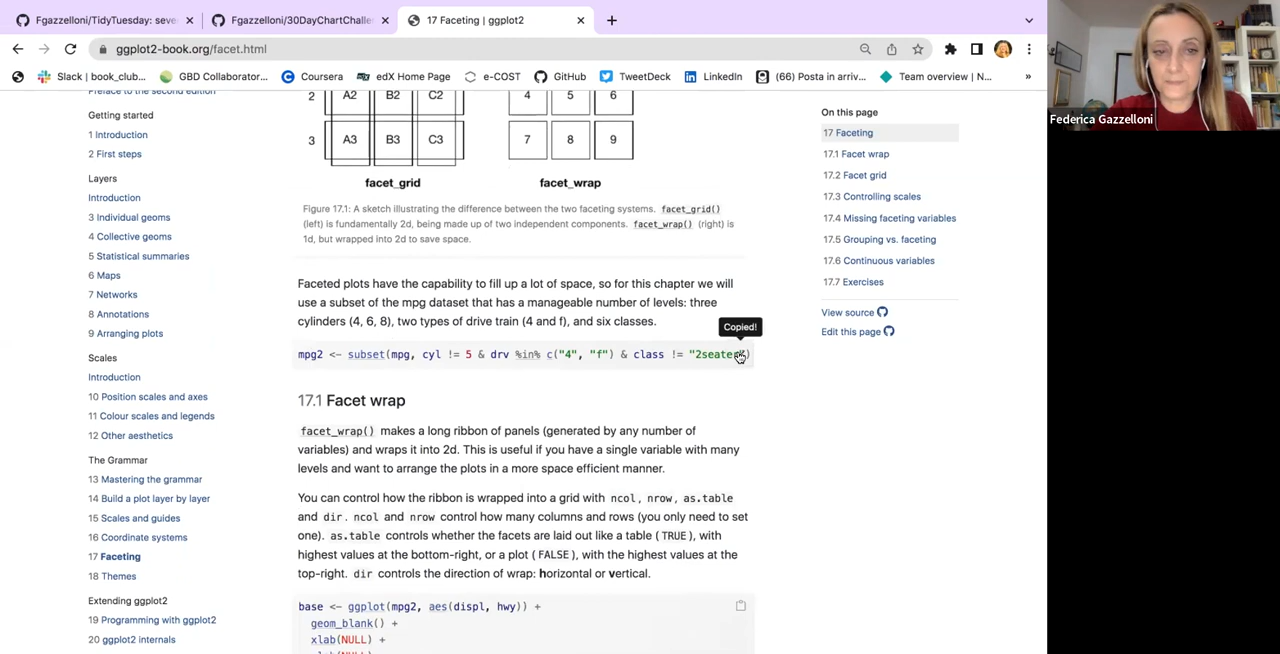 Fgazzelloni/TidyTuesday: seve
Fgazzelloni/30DayChartChalle
17 Faceting | ggplot2
ggplot2-book.org/facet.html
Slack | book_club...
GBD Collaborator...
Coursera
edX Home Page
e-COST
GitHub
TweetDeck
LinkedIn
(66) Posta in arriv...
Team overview | N...
»
Federica Gazzelloni
Preface to the second edition
Getting started
1 Introduction
2 First steps
Layers
Introduction
3 Individual geoms
4 Collective geoms
5 Statistical summaries
6 Maps
7 Networks
8 Annotations
9 Arranging plots
Scales
Introduction
10 Position scales and axes
11 Colour scales and legends
12 Other aesthetics
The Grammar
13 Mastering the grammar
14 Build a plot layer by layer
15 Scales and guides
16 Coordinate systems
17 Faceting
18 Themes
Extending ggplot2
19 Programming with ggplot2
20 ggplot2 internals
2 A2 B2 C2 4 5 6
3 A3 B3 C3 7 8 9
facet_grid facet_wrap
Figure 17.1: A sketch illustrating the difference between the two faceting systems. facet_grid()
(left) is fundamentally 2d, being made up of two independent components. facet_wrap() (right) is
1d, but wrapped into 2d to save space.
Faceted plots have the capability to fill up a lot of space, so for this chapter we will
use a subset of the mpg dataset that has a manageable number of levels: three
cylinders (4, 6, 8), two types of drive train (4 and f), and six classes.
Copied!
mpg2 <- subset(mpg, cyl != 5 & drv %in% c("4", "f") & class != "2seater")
17.1 Facet wrap
facet_wrap() makes a long ribbon of panels (generated by any number of
variables) and wraps it into 2d. This is useful if you have a single variable with many
levels and want to arrange the plots in a more space efficient manner.
You can control how the ribbon is wrapped into a grid with ncol, nrow, as.table
and dir. ncol and nrow control how many columns and rows (you only need to set
one). as.table controls whether the facets are laid out like a table (TRUE), with
highest values at the bottom-right, or a plot (FALSE), with the highest values at the
top-right. dir controls the direction of wrap: horizontal or vertical.
base <- ggplot(mpg2, aes(displ, hwy)) +
geom_blank() +
xlab(NULL) +
On this page
17 Faceting
17.1 Facet wrap
17.2 Facet grid
17.3 Controlling scales
17.4 Missing faceting variables
17.5 Grouping vs. faceting
17.6 Continuous variables
17.7 Exercises
View source
Edit this page